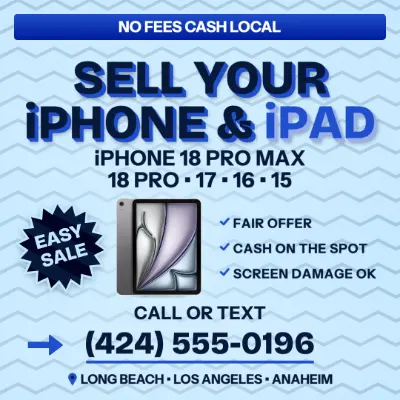 NO FEES CASH LOCAL
SELL YOUR
iPHONE & iPAD
iPHONE 18 PRO MAX
18 PRO ▪ 17 ▪ 16 ▪ 15
EASY
SALE
FAIR OFFER
CASH ON THE SPOT
SCREEN DAMAGE OK
CALL OR TEXT
(424) 555-0196
LONG BEACH ▪ LOS ANGELES ▪ ANAHEIM